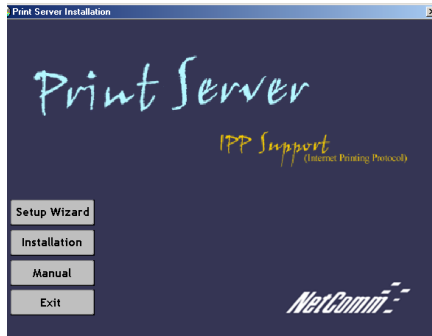 Print Server Installation
Print Server
IPP Support
(Internet Printing Protocol)
Setup Wizard
Installation
Manual
Exit
NetComm